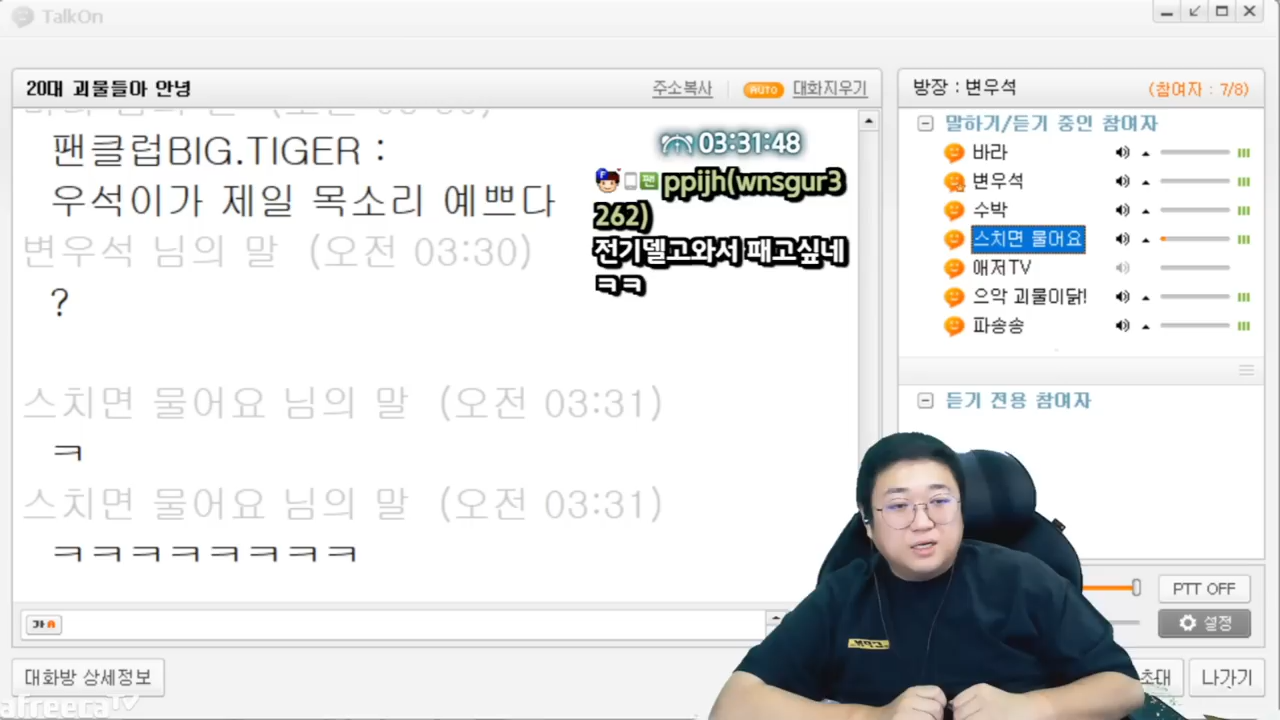 TalkOn
20대 괴물들아 안녕
주소복사
AUTO
대화지우기
팬클럽BIG.TIGER :
우석이가 제일 목소리 예쁘다
변우석 님의 말 (오전 03:30)
?
스치면 물어요 님의 말 (오전 03:31)
ㅋ
스치면 물어요 님의 말 (오전 03:31)
ㅋㅋㅋㅋㅋㅋㅋㅋ
03:31:48
팬
ppijh(wnsgur3
262)
전기델고와서 패고싶네
ㅋㅋ
가A
대화방 상세정보
afreecaTV
방장 : 변우석
(참여자 : 7/8)
말하기/듣기 중인 참여자
바라
변우석
수박
스치면 물어요
애저TV
으악 괴물이닭!
파송송
듣기 전용 참여자
PTT OFF
설정
초대
나가기